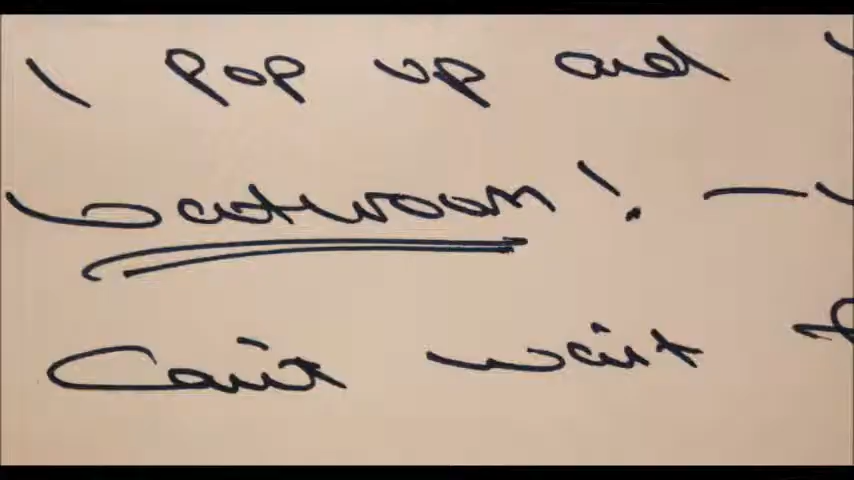 I pop up and
bathroom! –
Can't wait